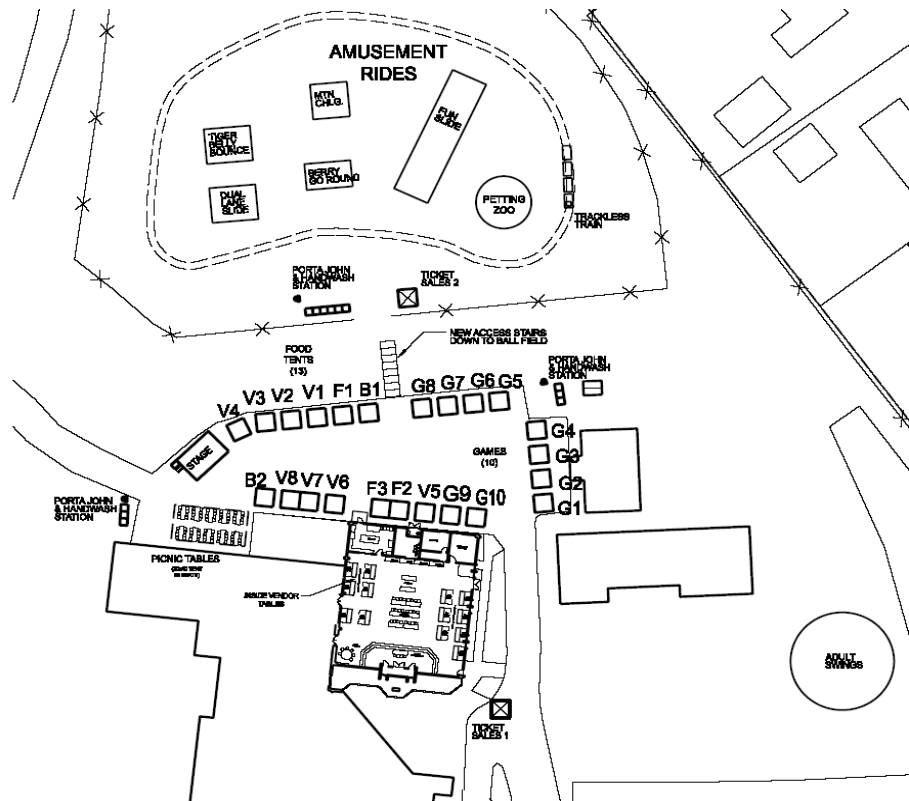 AMUSEMENT
RIDES
MTN
CHLG.
FUN
SLIDE
TIGER
BELLY
BOUNCE
BERRY
GO ROUND
DUAL
LANE
SLIDE
PETTING
ZOO
TRACKLESS
TRAIN
PORTA JOHN
& HANDWASH
STATION
TICKET
SALES 2
NEW ACCESS STAIRS
DOWN TO BALL FIELD
FOOD
TENTS
(13)
PORTA JOHN
& HANDWASH
STATION
V4
V3
V2
V1
F1
B1
G8
G7
G6
G5
STAGE
GAMES
(10)
G4
G3
G2
G1
B2
V8
V7
V6
F3
F2
V5
G9
G10
PORTA JOHN
& HANDWASH
STATION
PICNIC TABLES
INSIDE VENDOR
TABLES
ADULT
SWINGS
TICKET
SALES 1